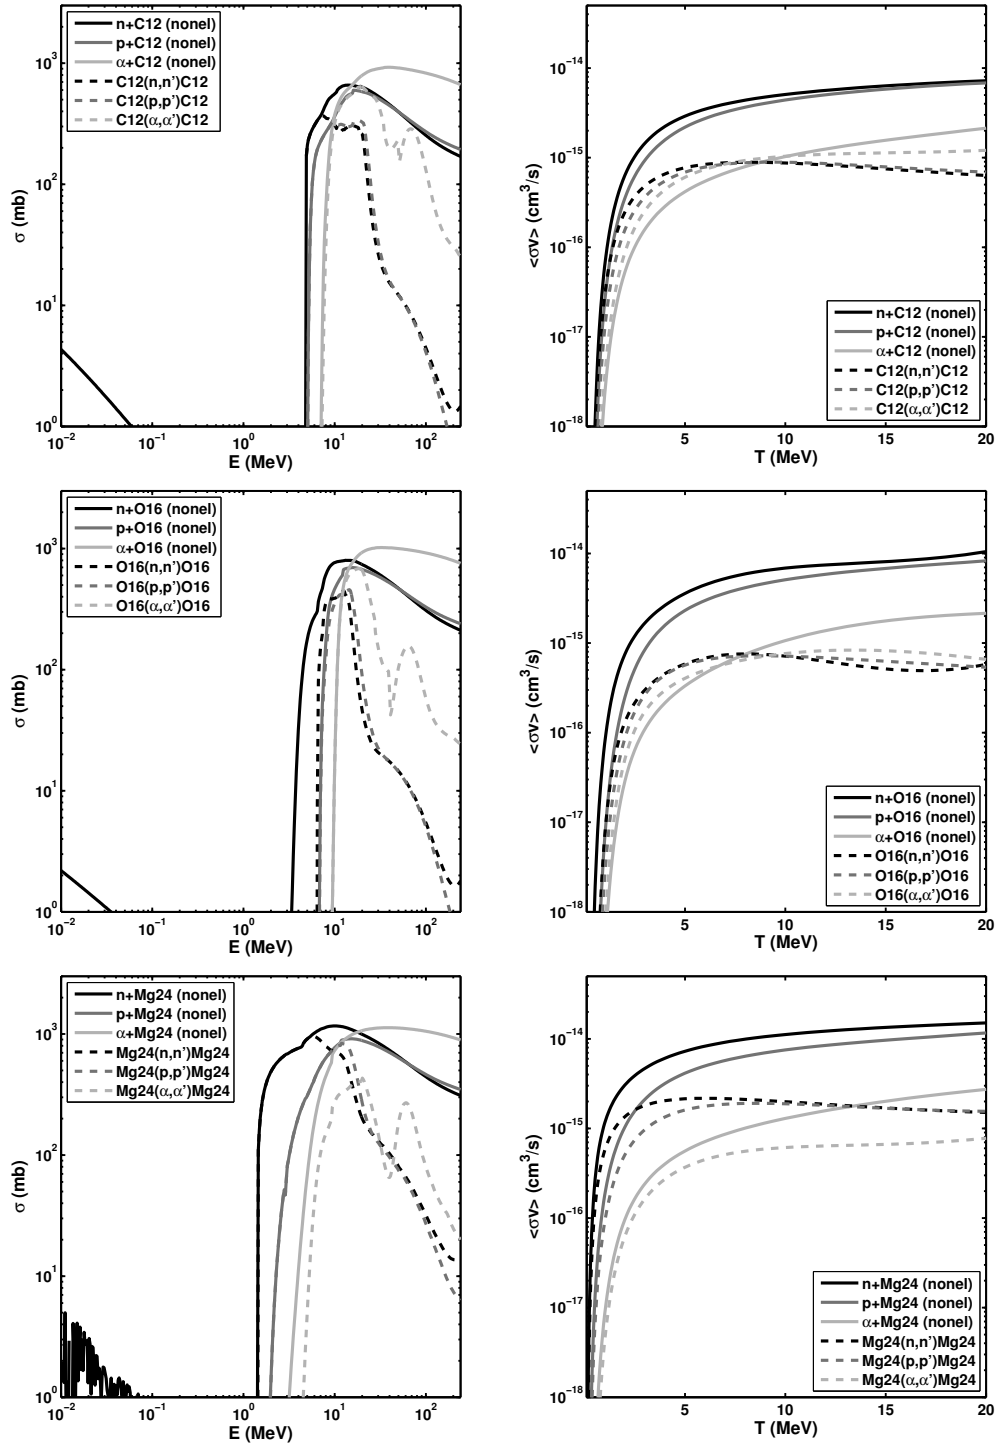 n+C12 (nonel)
p+C12 (nonel)
α+C12 (nonel)
C12(n,n')C12
C12(p,p')C12
C12(α,α')C12
10^3
10^2
10^1
10^0
σ (mb)
10^−2 10^−1 10^0 10^1 10^2
E (MeV)
10^−14
10^−15
10^−16
10^−17
10^−18
<σv> (cm^3/s)
n+C12 (nonel)
p+C12 (nonel)
α+C12 (nonel)
C12(n,n')C12
C12(p,p')C12
C12(α,α')C12
5 10 15 20
T (MeV)
n+O16 (nonel)
p+O16 (nonel)
α+O16 (nonel)
O16(n,n')O16
O16(p,p')O16
O16(α,α')O16
10^3
10^2
10^1
10^0
σ (mb)
10^−2 10^−1 10^0 10^1 10^2
E (MeV)
10^−14
10^−15
10^−16
10^−17
10^−18
<σv> (cm^3/s)
n+O16 (nonel)
p+O16 (nonel)
α+O16 (nonel)
O16(n,n')O16
O16(p,p')O16
O16(α,α')O16
5 10 15 20
T (MeV)
n+Mg24 (nonel)
p+Mg24 (nonel)
α+Mg24 (nonel)
Mg24(n,n')Mg24
Mg24(p,p')Mg24
Mg24(α,α')Mg24
10^3
10^2
10^1
10^0
σ (mb)
10^−2 10^−1 10^0 10^1 10^2
E (MeV)
10^−14
10^−15
10^−16
10^−17
10^−18
<σv> (cm^3/s)
n+Mg24 (nonel)
p+Mg24 (nonel)
α+Mg24 (nonel)
Mg24(n,n')Mg24
Mg24(p,p')Mg24
Mg24(α,α')Mg24
5 10 15 20
T (MeV)